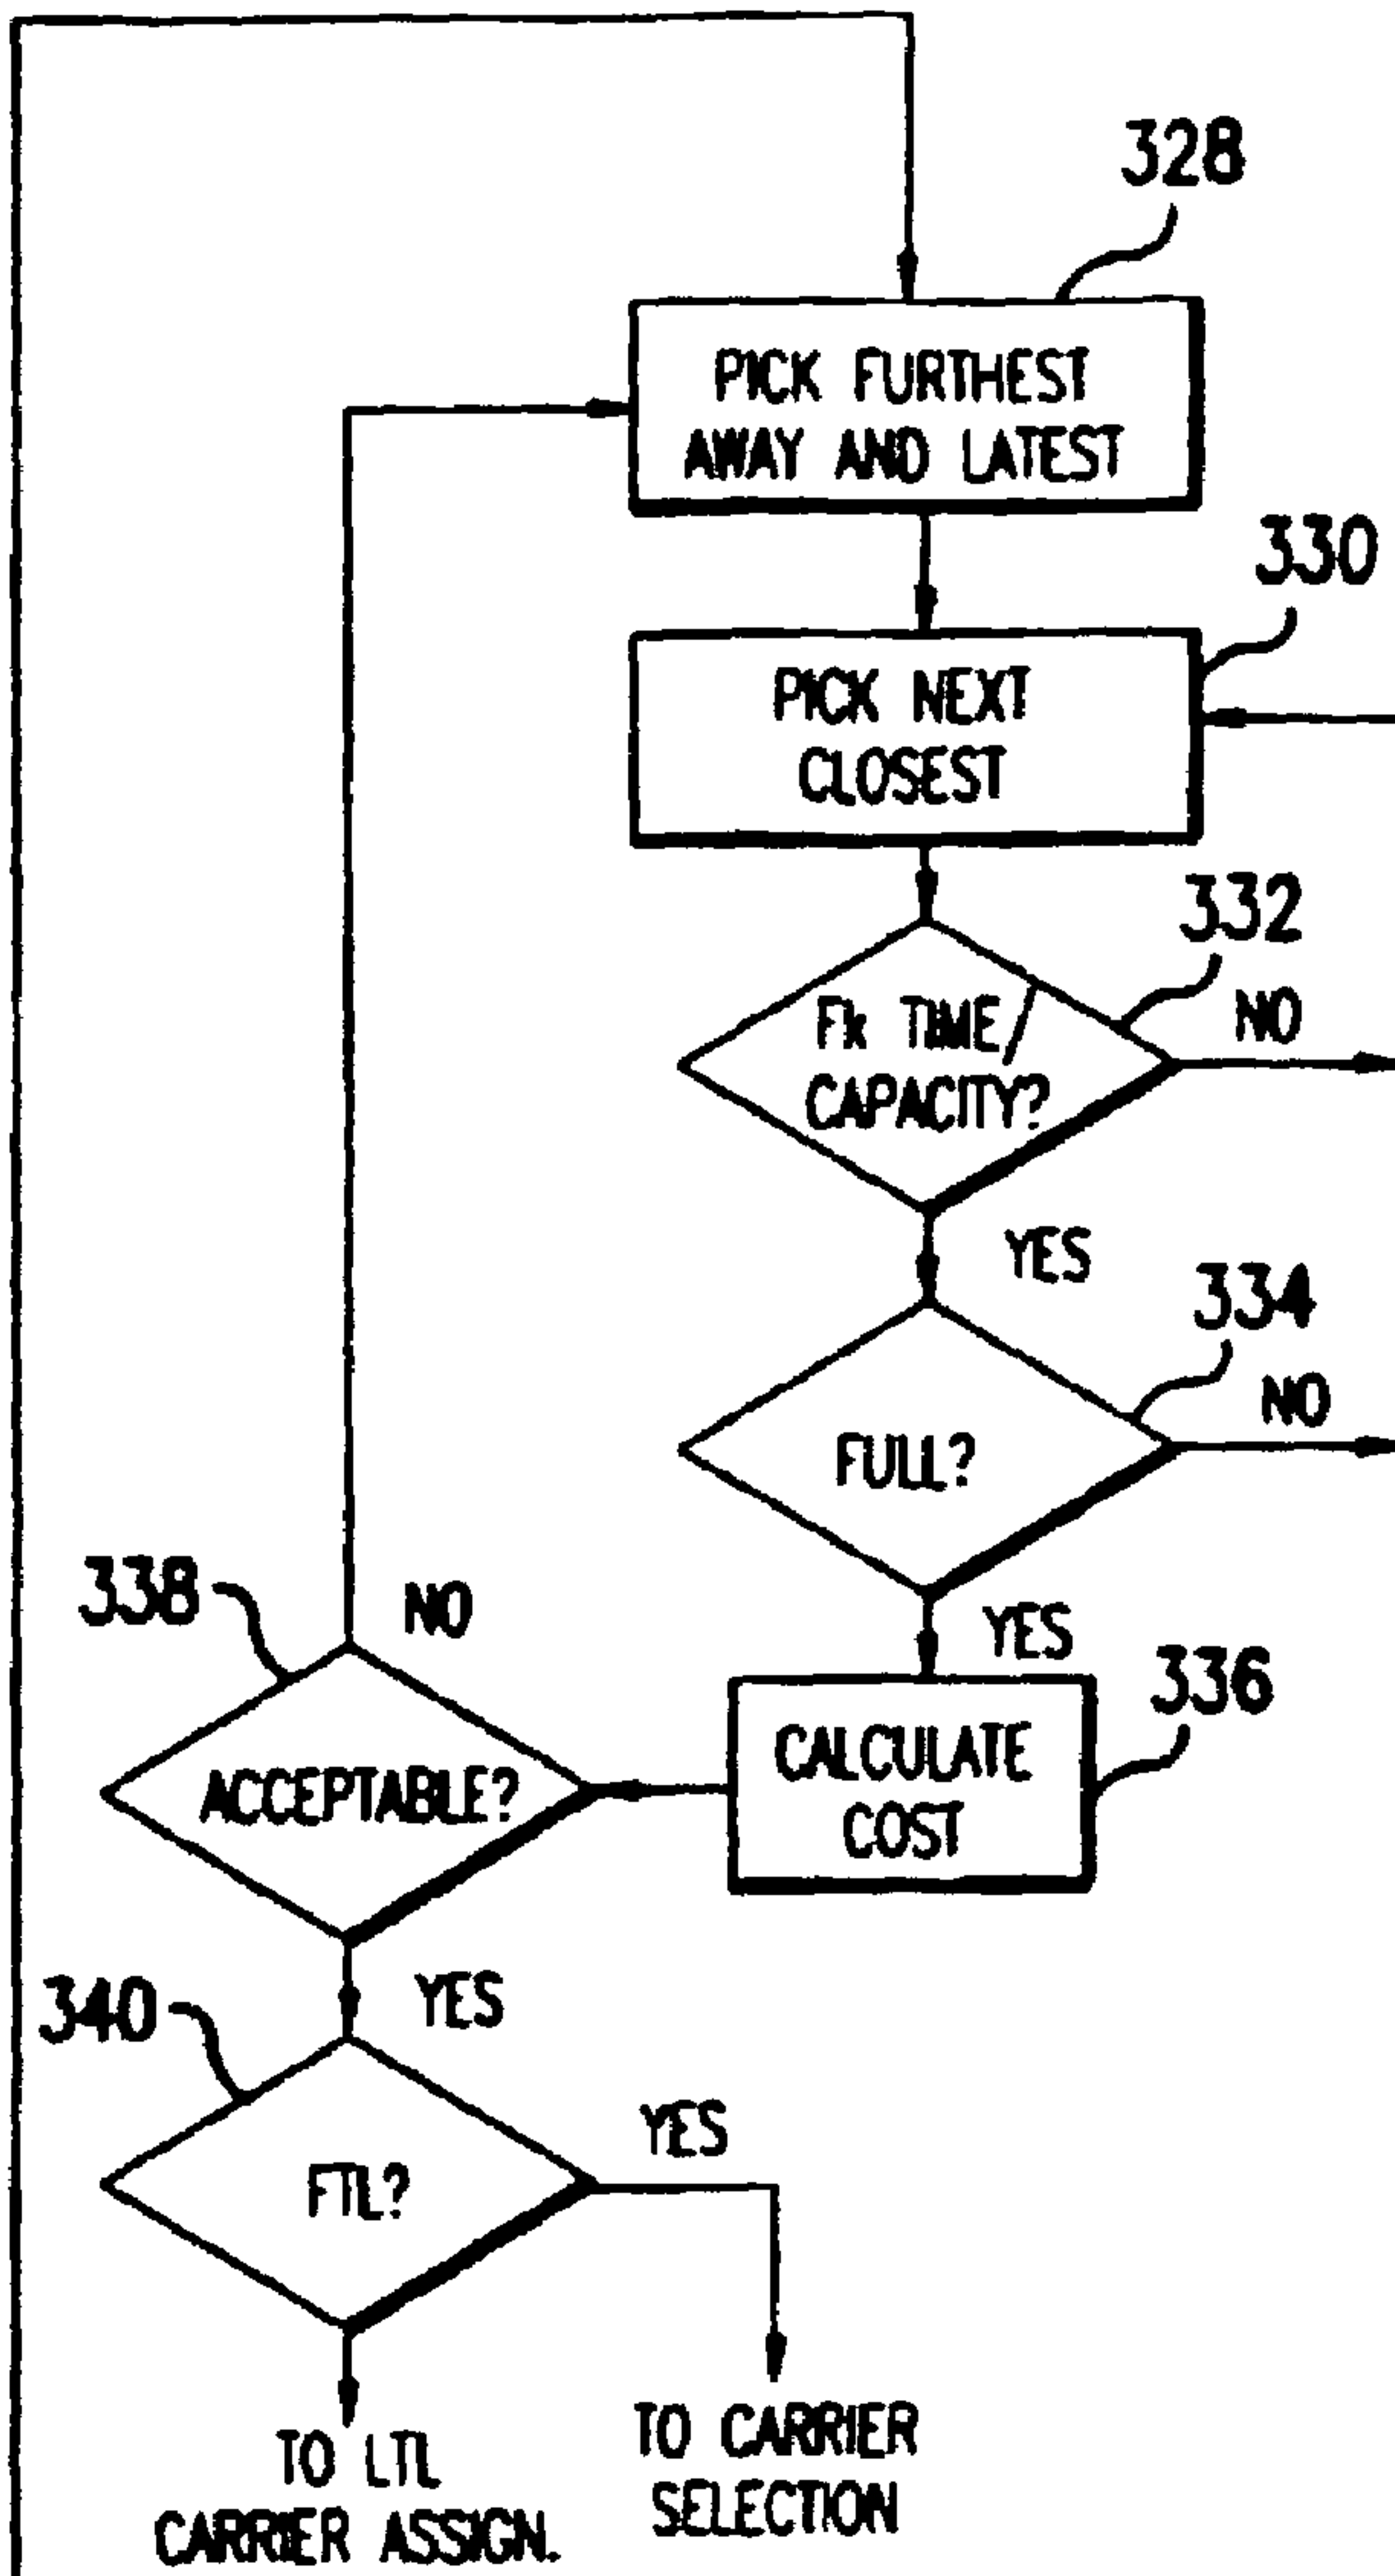 328
PICK FURTHEST
AWAY AND LATEST
330
PICK NEXT
CLOSEST
332
NO
Fk TIME/
CAPACITY?
YES
334
NO
FULL?
YES
336
CALCULATE
COST
338
NO
ACCEPTABLE?
YES
340
YES
FTL?
TO LTL
CARRIER ASSIGN.
TO CARRIER
SELECTION